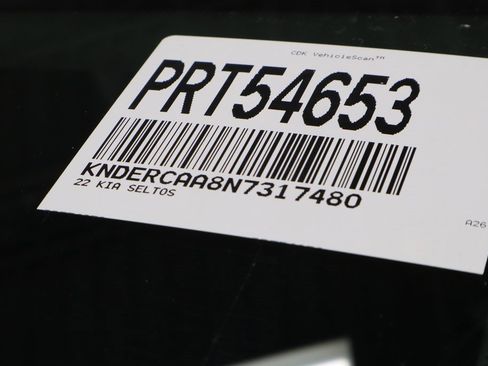 CDK VehicleScan™
PRT54653
KNDERCAA8N7317480
22 KIA SELTOS
A26